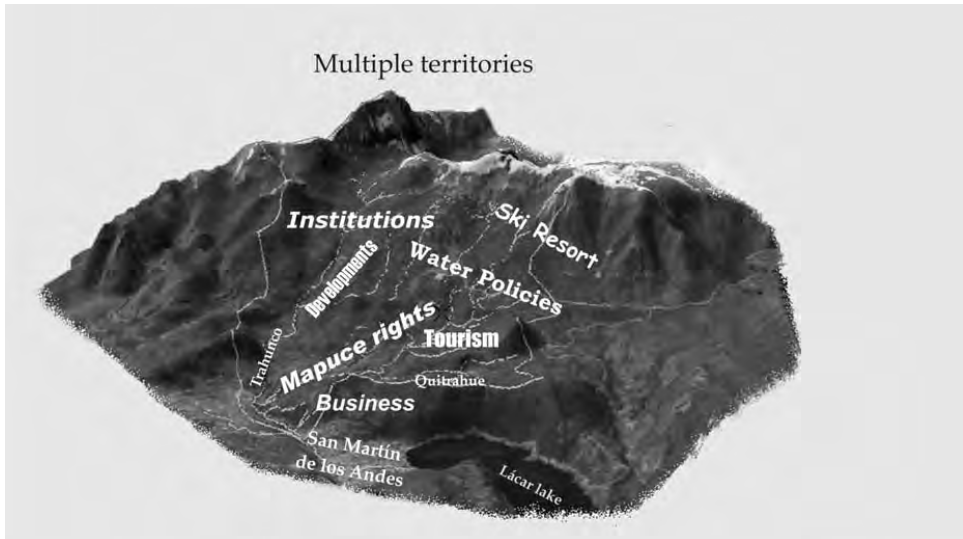 Multiple territories
Institutions
Ski Resort
Developments
Water Policies
Mapuce rights
Tourism
Trahunco
Quitrahue
Business
San Martín
de los Andes
Lácar lake